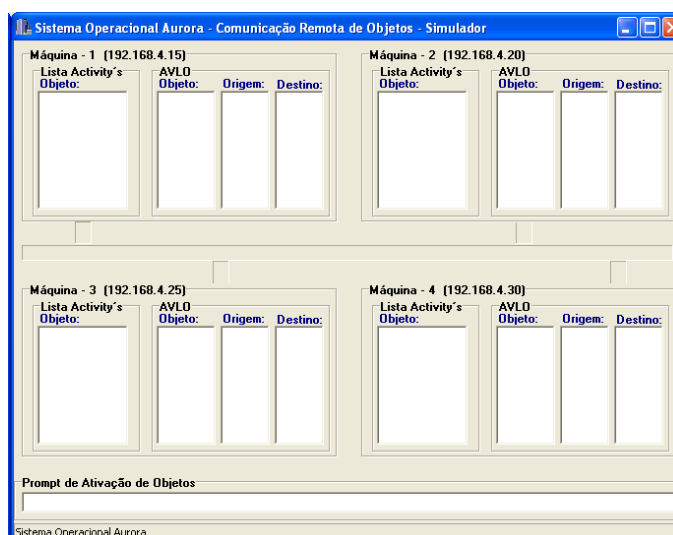 Sistema Operacional Aurora - Comunicação Remota de Objetos - Simulador
Máquina - 1 (192.168.4.15)
Lista Activity´s
Objeto:
AVLO
Objeto: Origem: Destino:
Máquina - 2 (192.168.4.20)
Lista Activity´s
Objeto:
AVLO
Objeto: Origem: Destino:
Máquina - 3 (192.168.4.25)
Lista Activity´s
Objeto:
AVLO
Objeto: Origem: Destino:
Máquina - 4 (192.168.4.30)
Lista Activity´s
Objeto:
AVLO
Objeto: Origem: Destino:
Prompt de Ativação de Objetos
Sistema Operacional Aurora